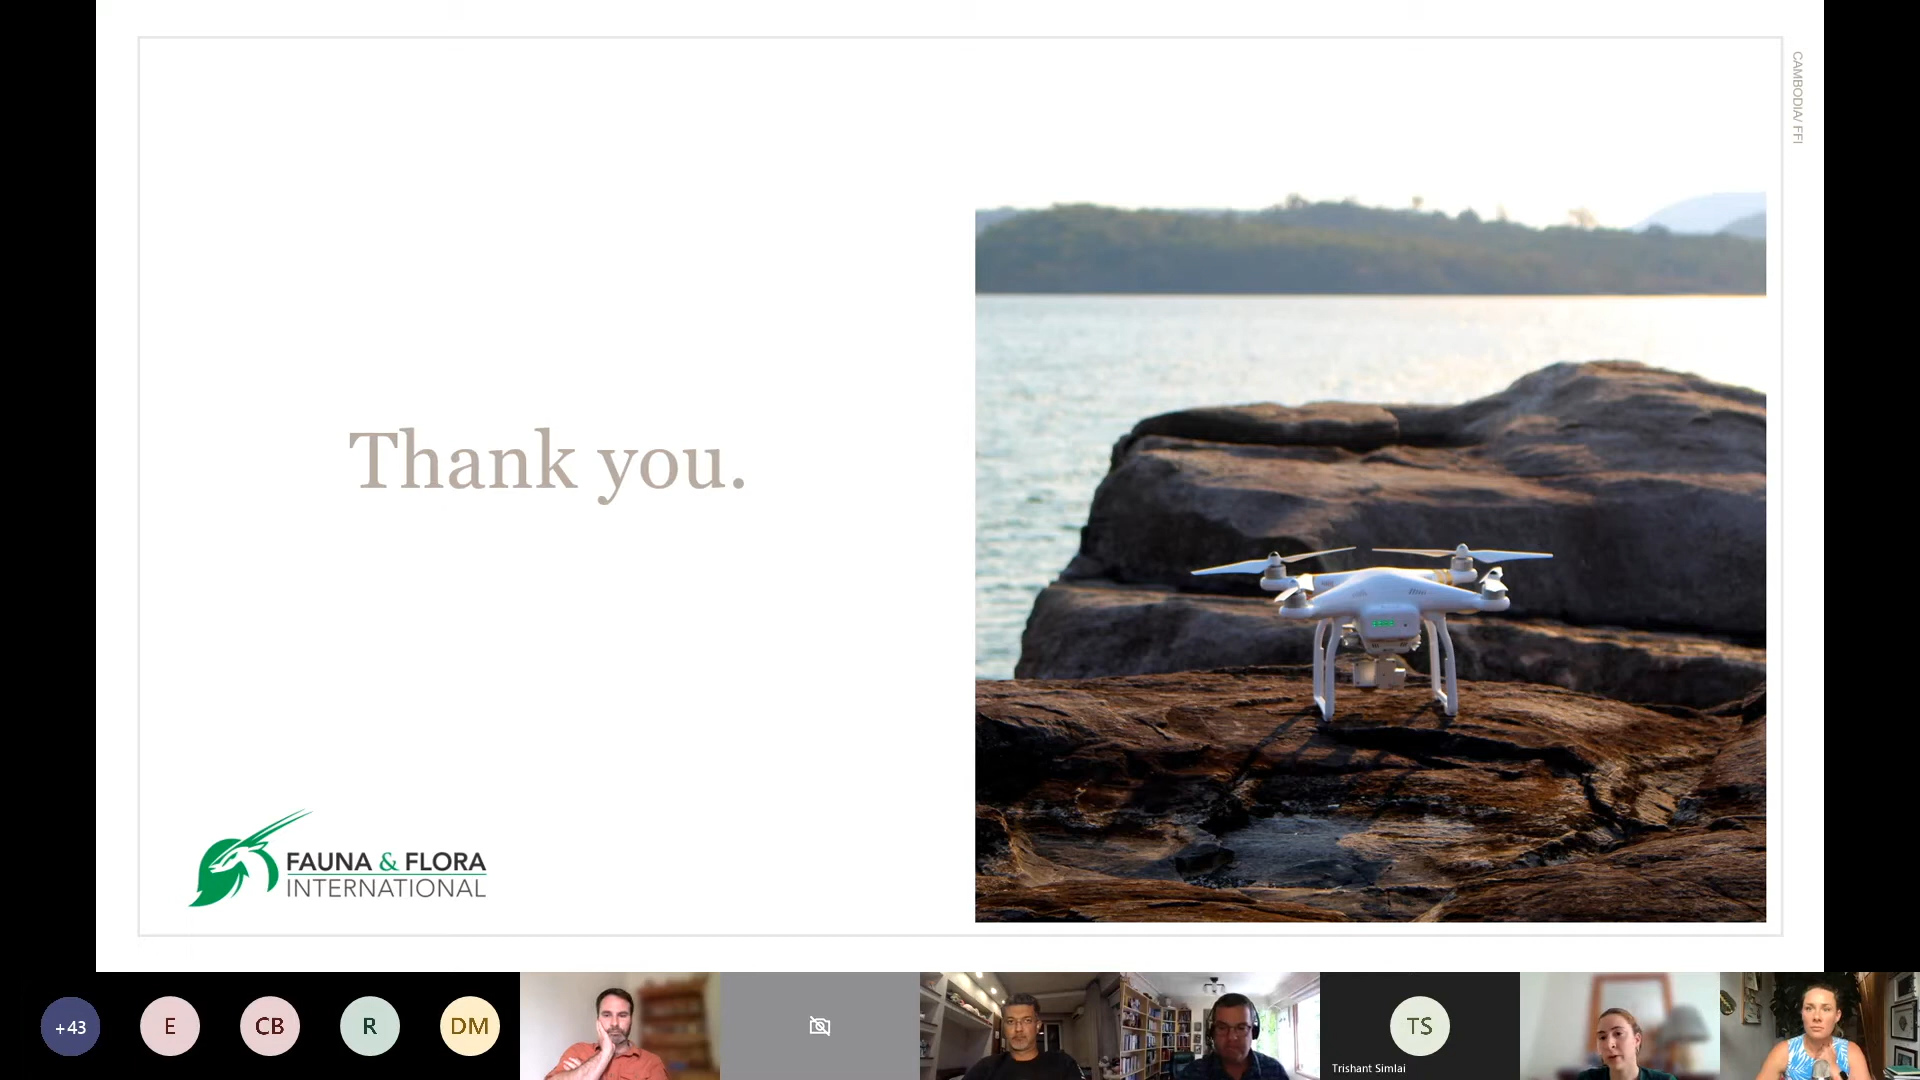 CAMBODIA/ FFI
Thank you.
FAUNA & FLORA
INTERNATIONAL
+43
E
CB
R
DM
TS
Trishant Simlai